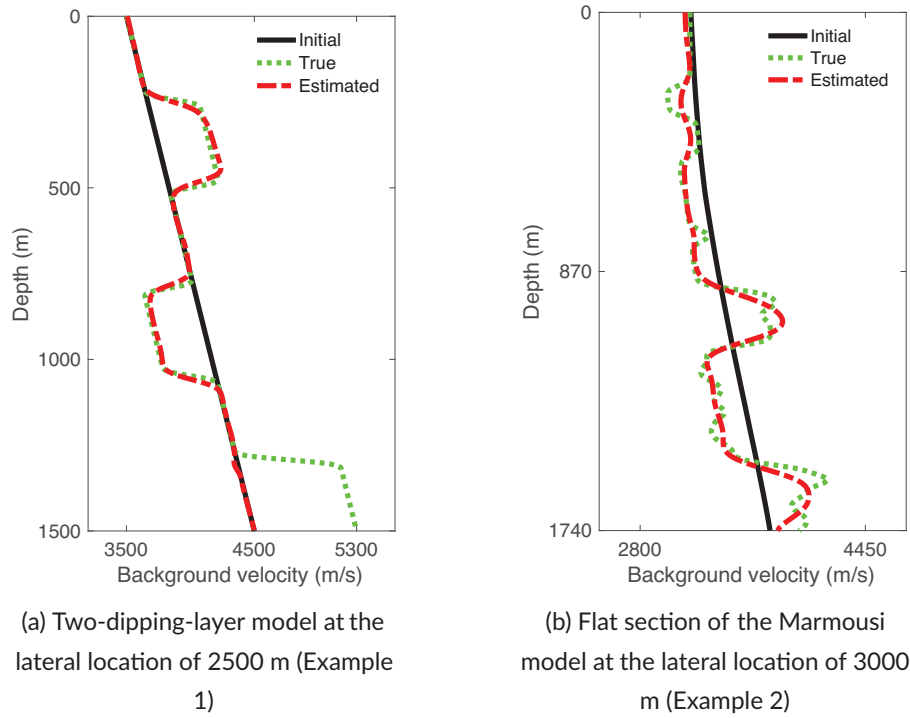 0
500
1000
1500
Depth (m)
3500
4500
5300
Background velocity (m/s)
Initial
True
Estimated
(a) Two-dipping-layer model at the
lateral location of 2500 m (Example
1)
0
870
1740
Depth (m)
2800
4450
Background velocity (m/s)
Initial
True
Estimated
(b) Flat section of the Marmousi
model at the lateral location of 3000
m (Example 2)